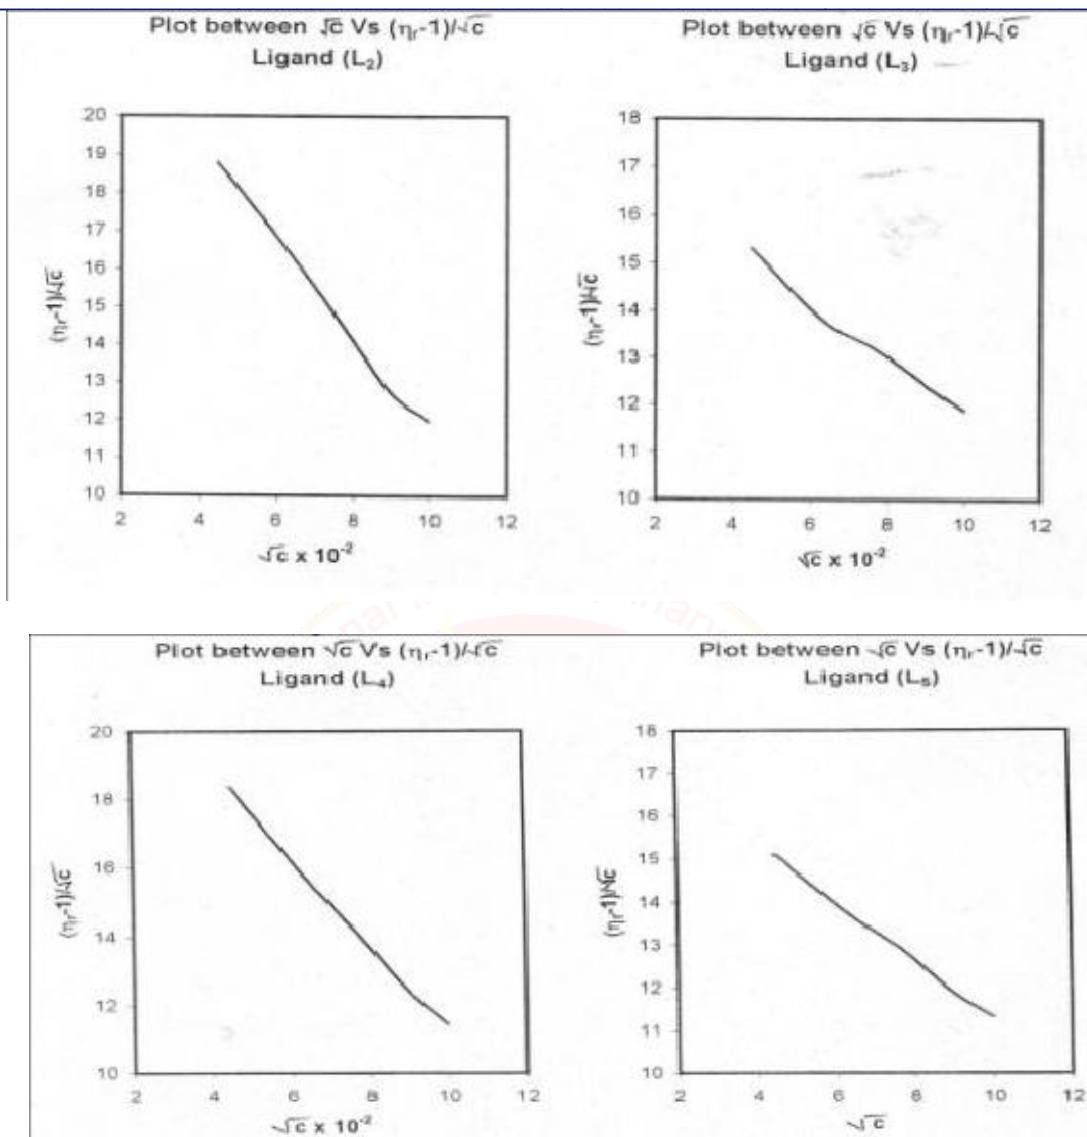 Plot between √c Vs (ηr-1)/√c
Ligand (L₂)
20
19
18
17
16
15
14
13
12
11
10
(ηr-1)/√c
2 4 6 8 10 12
√c x 10⁻²
Plot between √c Vs (ηr-1)/√c
Ligand (L₃)
18
17
16
15
14
13
12
11
10
(ηr-1)/√c
2 4 6 8 10 12
√c x 10⁻²
Plot between √c Vs (ηr-1)/√c
Ligand (L₄)
20
18
16
14
12
10
(ηr-1)/√c
2 4 6 8 10 12
√c x 10⁻²
Plot between √c Vs (ηr-1)/√c
Ligand (L₅)
18
17
16
15
14
13
12
11
10
(ηr-1)/√c
2 4 6 8 10 12
√c